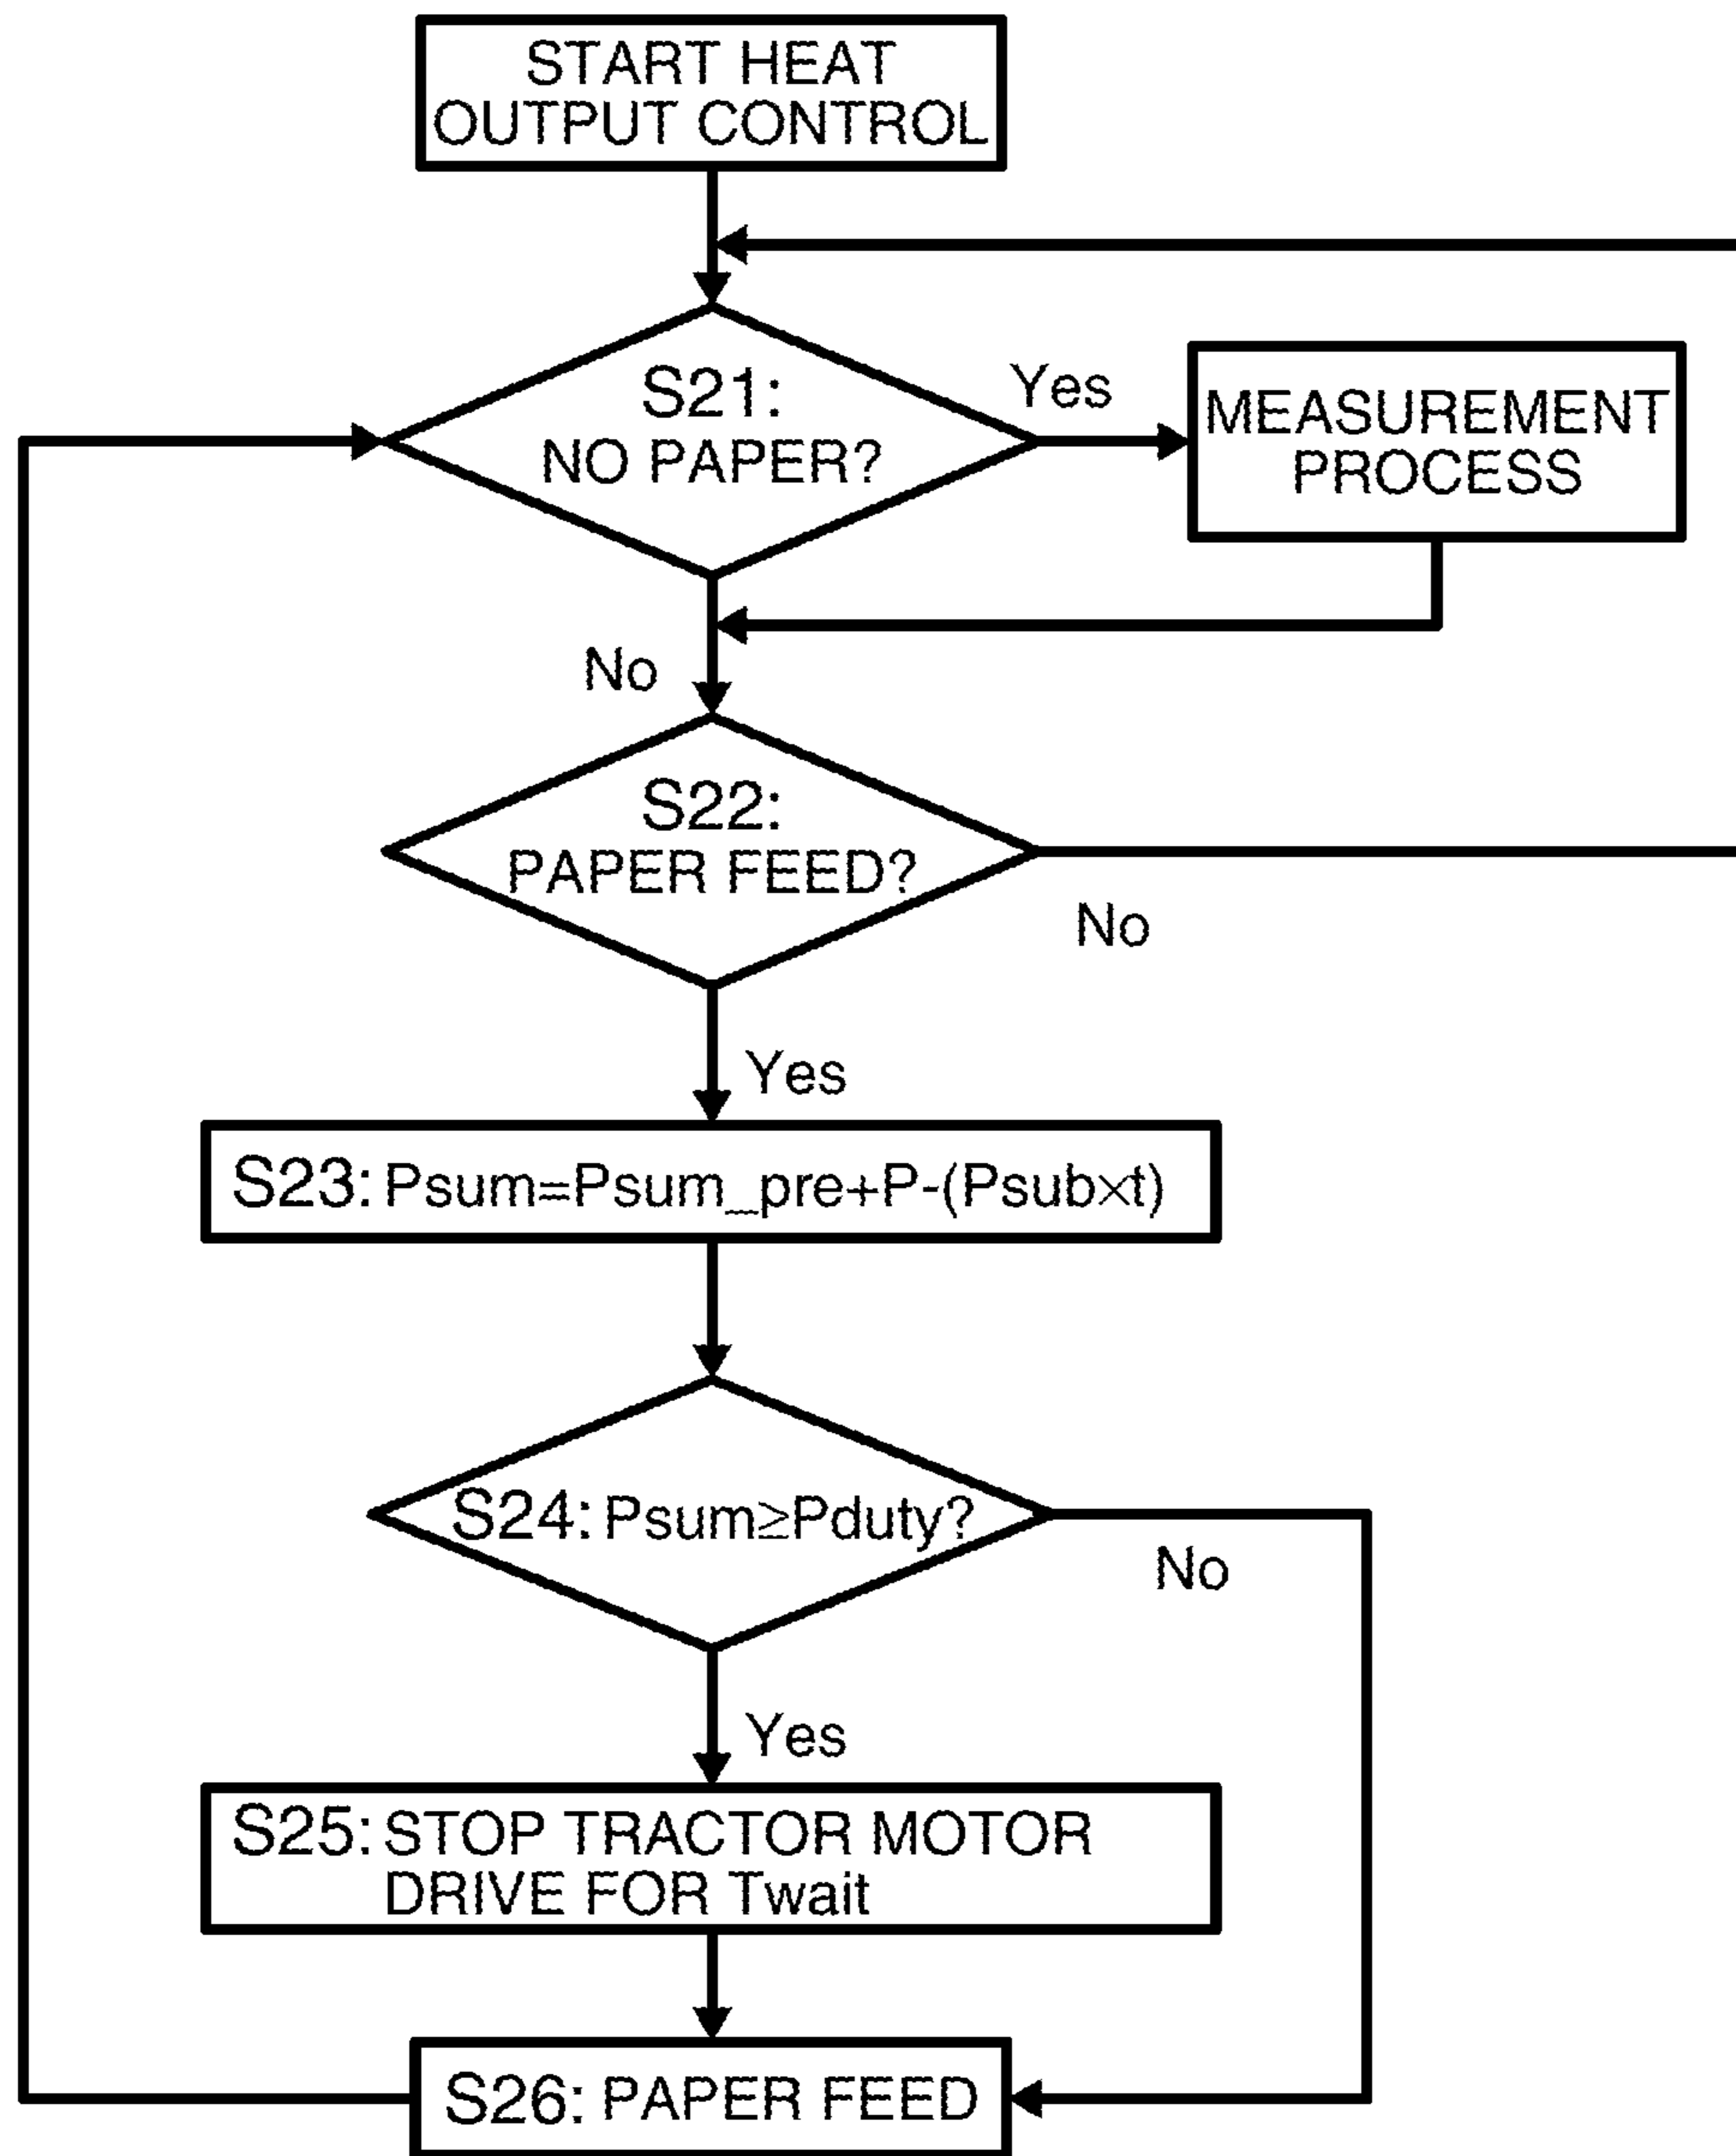 START HEAT
OUTPUT CONTROL
S21:
NO PAPER?
Yes
MEASUREMENT
PROCESS
No
S22:
PAPER FEED?
No
Yes
S23: Psum=Psum_pre+P-(Psub×t)
S24: Psum≥Pduty?
No
Yes
S25: STOP TRACTOR MOTOR
DRIVE FOR Twait
S26: PAPER FEED